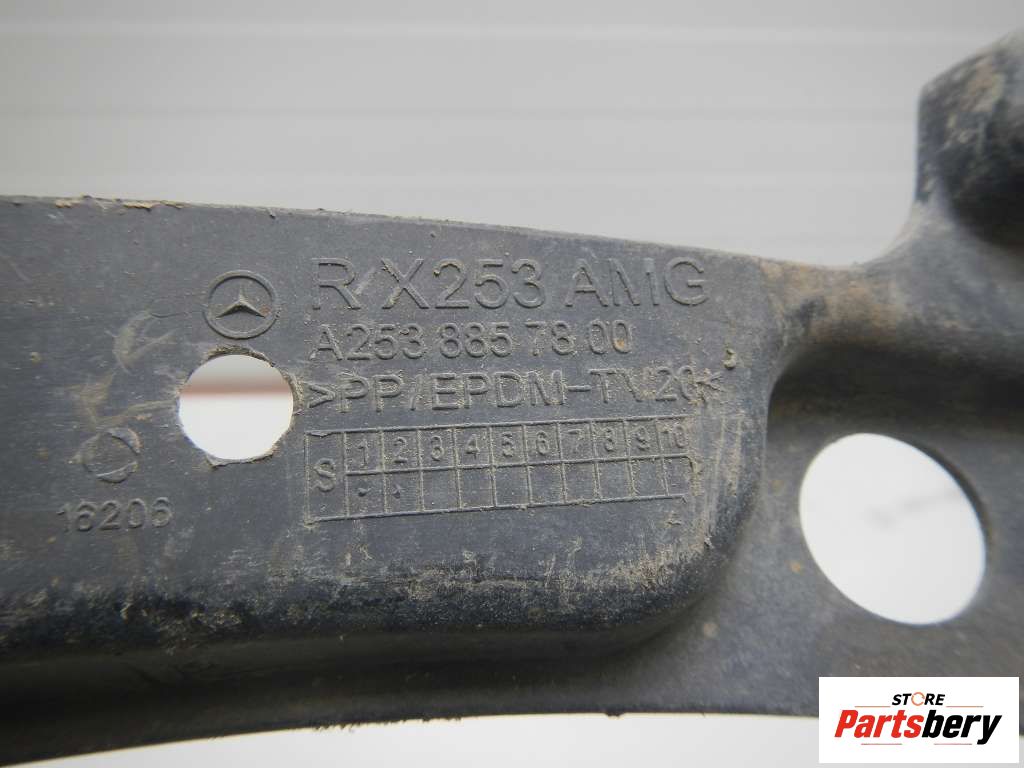 R/X253 AMG
A253 885 78 00
>PP/EPDM-TV20<
S 1 2 3 4 5 6 7 8 9 10
16206
STORE
Partsbery